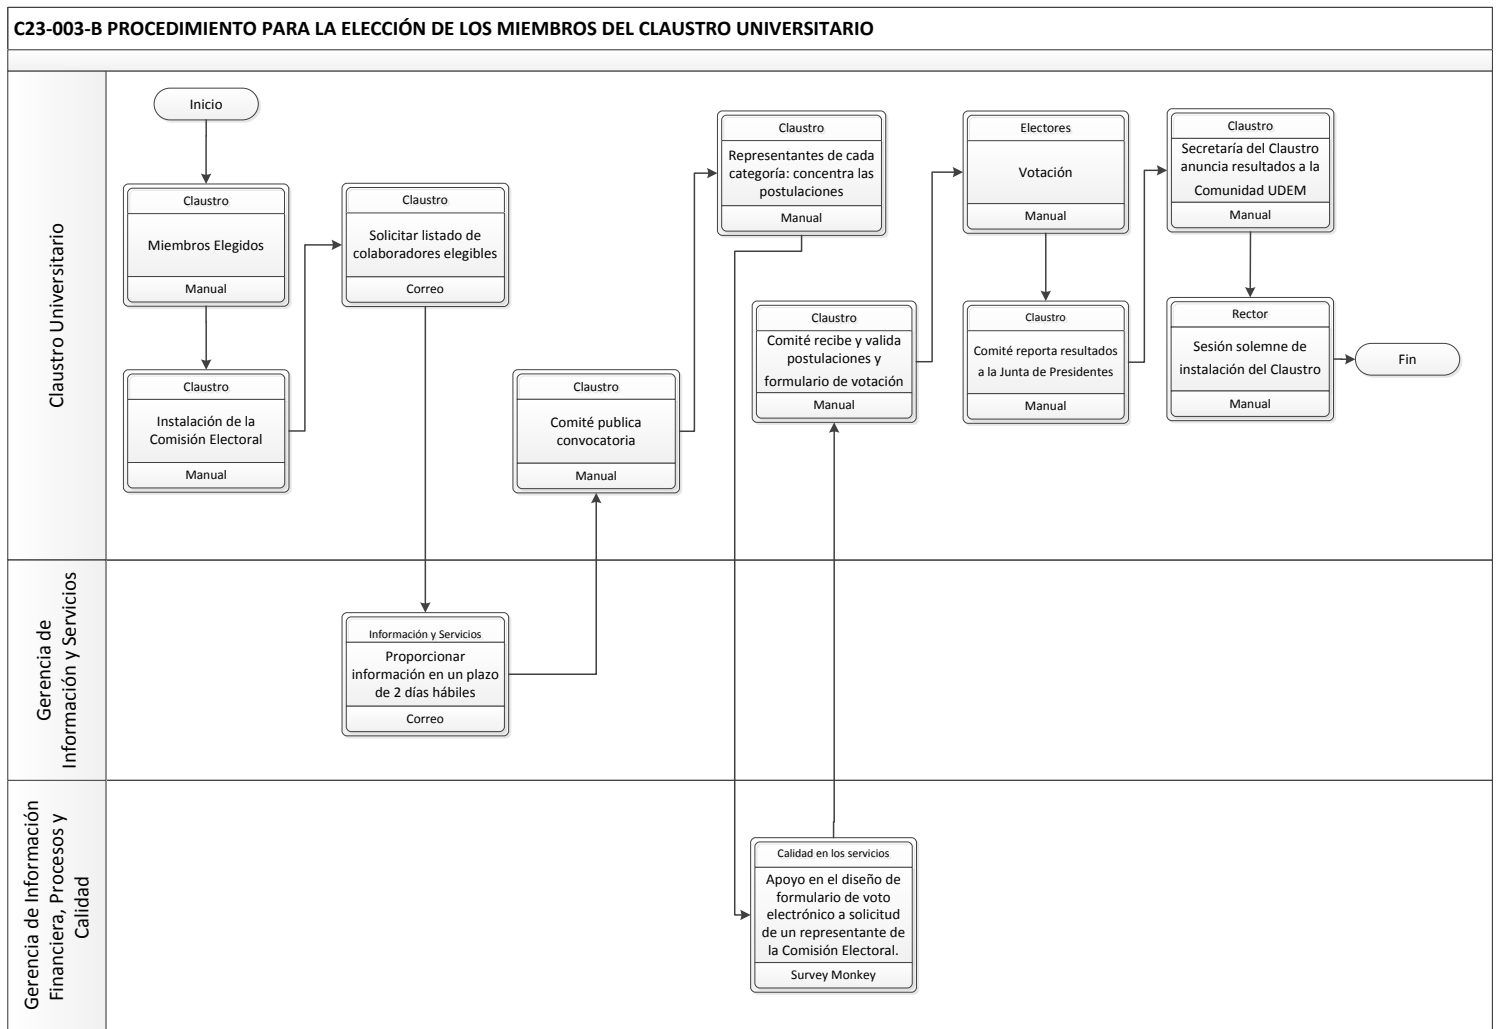 C23-003-B PROCEDIMIENTO PARA LA ELECCIÓN DE LOS MIEMBROS DEL CLAUSTRO UNIVERSITARIO
Claustro Universitario
Inicio
Claustro
Miembros Elegidos
Manual
Claustro
Instalación de la
Comisión Electoral
Manual
Claustro
Solicitar listado de
colaboradores elegibles
Correo
Claustro
Comité publica
convocatoria
Manual
Claustro
Representantes de cada
categoría: concentra las
postulaciones
Manual
Claustro
Comité recibe y valida
postulaciones y
formulario de votación
Manual
Electores
Votación
Manual
Claustro
Comité reporta resultados
a la Junta de Presidentes
Manual
Claustro
Secretaría del Claustro
anuncia resultados a la
Comunidad UDEM
Manual
Rector
Sesión solemne de
instalación del Claustro
Manual
Fin
Gerencia de
Información y Servicios
Información y Servicios
Proporcionar
información en un plazo
de 2 días hábiles
Correo
Gerencia de Información
Financiera, Procesos y
Calidad
Calidad en los servicios
Apoyo en el diseño de
formulario de voto
electrónico a solicitud
de un representante de
la Comisión Electoral.
Survey Monkey